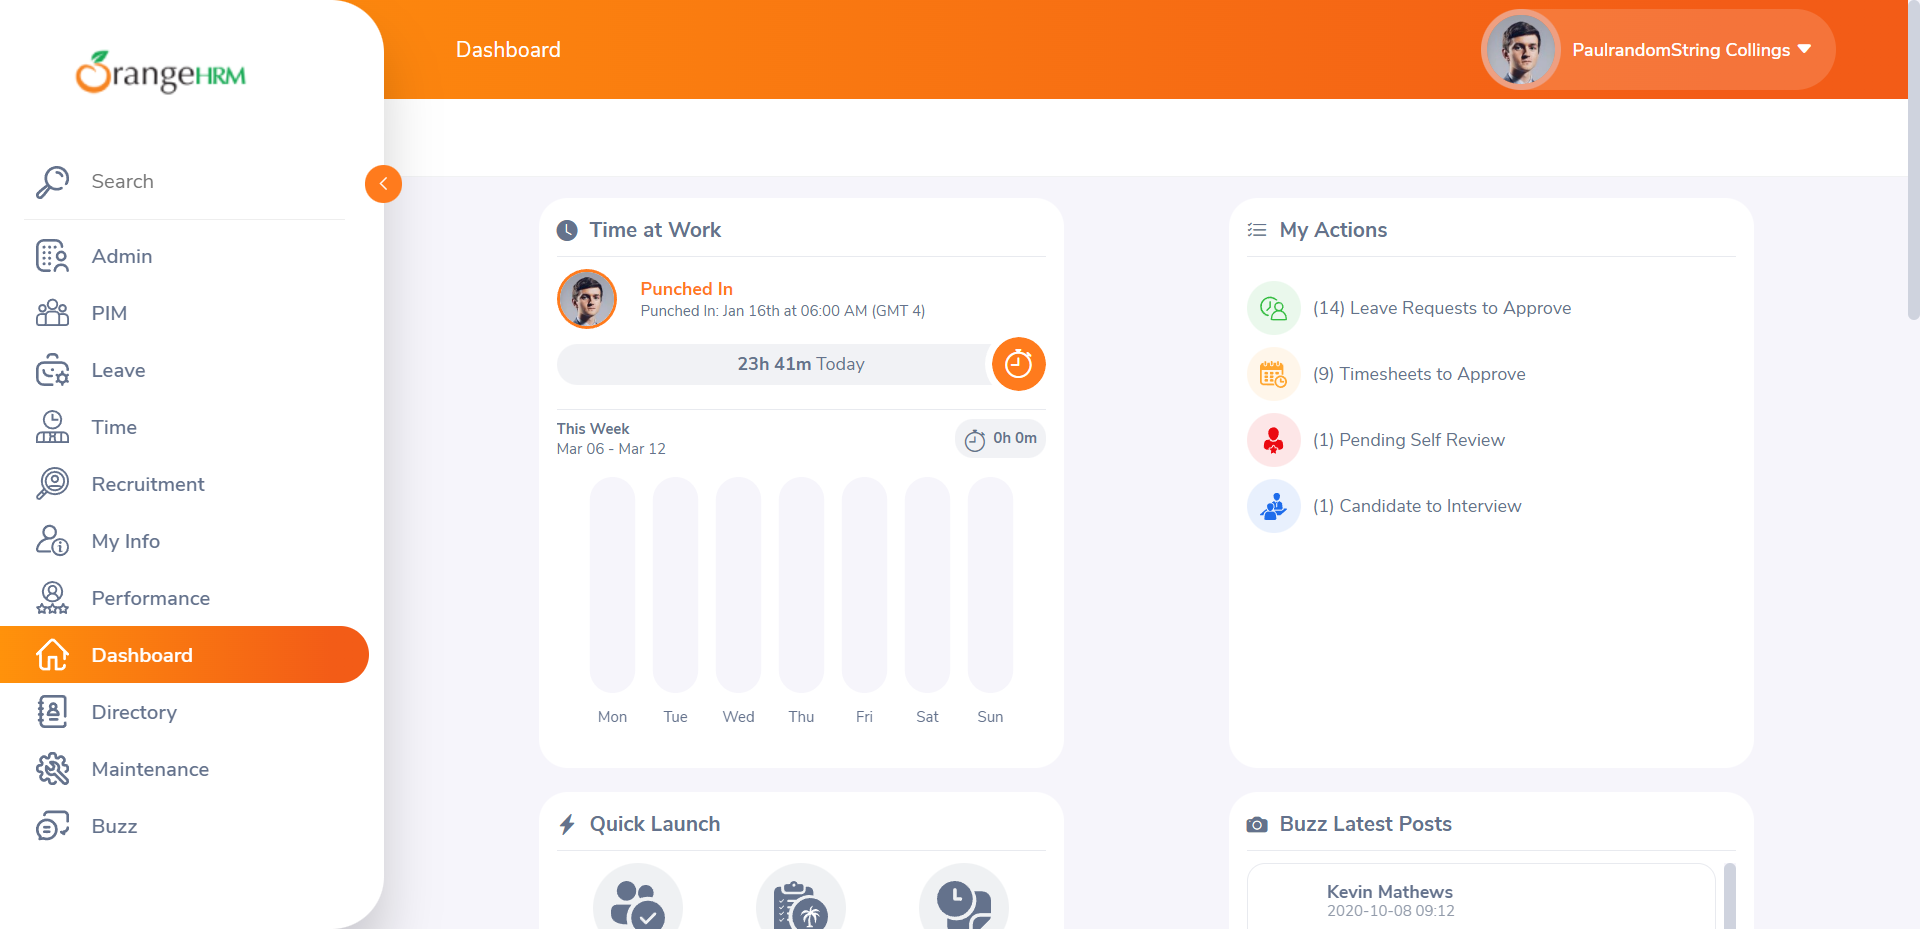 OrangeHRM
Search
Admin
PIM
Leave
Time
Recruitment
My Info
Performance
Dashboard
Directory
Maintenance
Buzz
Dashboard
PaulrandomString Collings
Time at Work
Punched In
Punched In: Jan 16th at 06:00 AM (GMT 4)
23h 41m Today
This Week
Mar 06 - Mar 12
0h 0m
Mon Tue Wed Thu Fri Sat Sun
My Actions
(14) Leave Requests to Approve
(9) Timesheets to Approve
(1) Pending Self Review
(1) Candidate to Interview
Quick Launch
Buzz Latest Posts
Kevin Mathews
2020-10-08 09:12